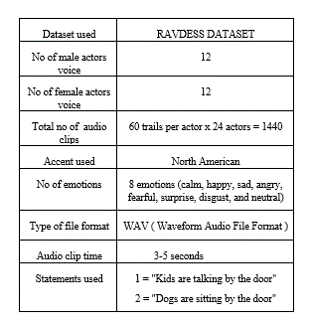 Dataset used RAVDESS DATASET
No of male actors voice 12
No of female actors voice 12
Total no of audio clips 60 trails per actor x 24 actors = 1440
Accent used North American
No of emotions 8 emotions (calm, happy, sad, angry,
fearful, surprise, disgust, and neutral)
Type of file format WAV ( Waveform Audio File Format )
Audio clip time 3-5 seconds
Statements used 1 = "Kids are talking by the door"
2 = "Dogs are sitting by the door"